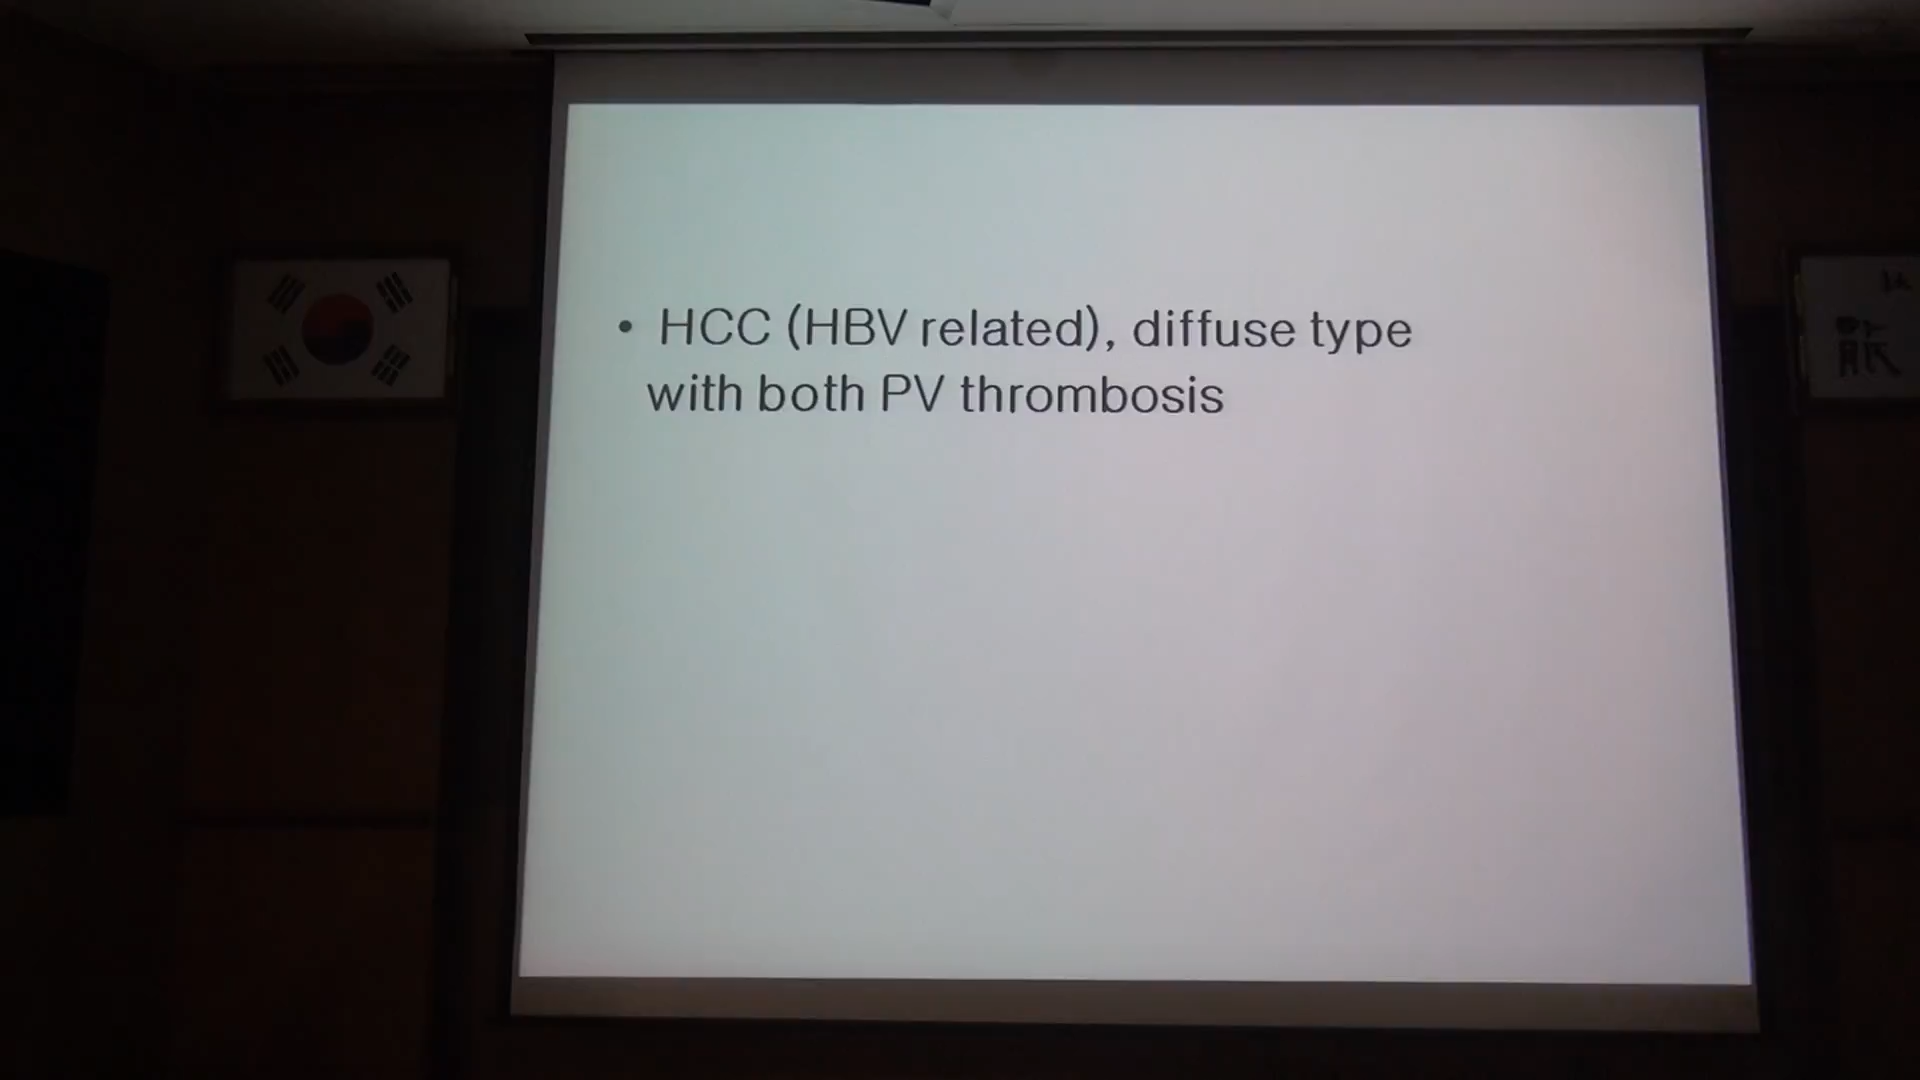 • HCC (HBV related), diffuse type
with both PV thrombosis